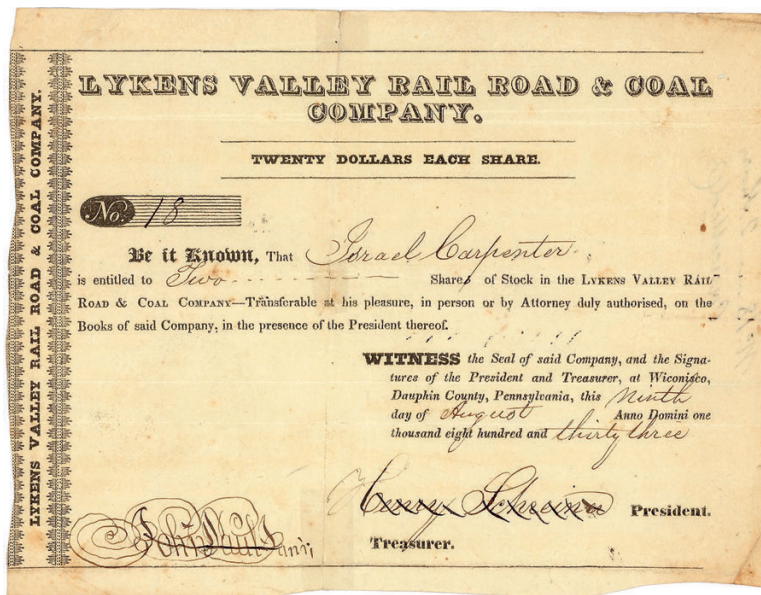 LYKENS VALLEY RAIL ROAD & COAL COMPANY.
LYKENS VALLEY RAIL ROAD & COAL
COMPANY.
TWENTY DOLLARS EACH SHARE.
No. 18
Be it Known, That Israel Carpenter
is entitled to Two Shares of Stock in the LYKENS VALLEY RAIL
ROAD & COAL COMPANY—Transferable at his pleasure, in person or by Attorney duly authorised, on the
Books of said Company, in the presence of the President thereof.
WITNESS the Seal of said Company, and the Signa-
tures of the President and Treasurer, at Wiconisco,
Dauphin County, Pennsylvania, this Ninth
day of August Anno Domini one
thousand eight hundred and thirty three
Henry Schreiner President.
John Paul
Treasurer.